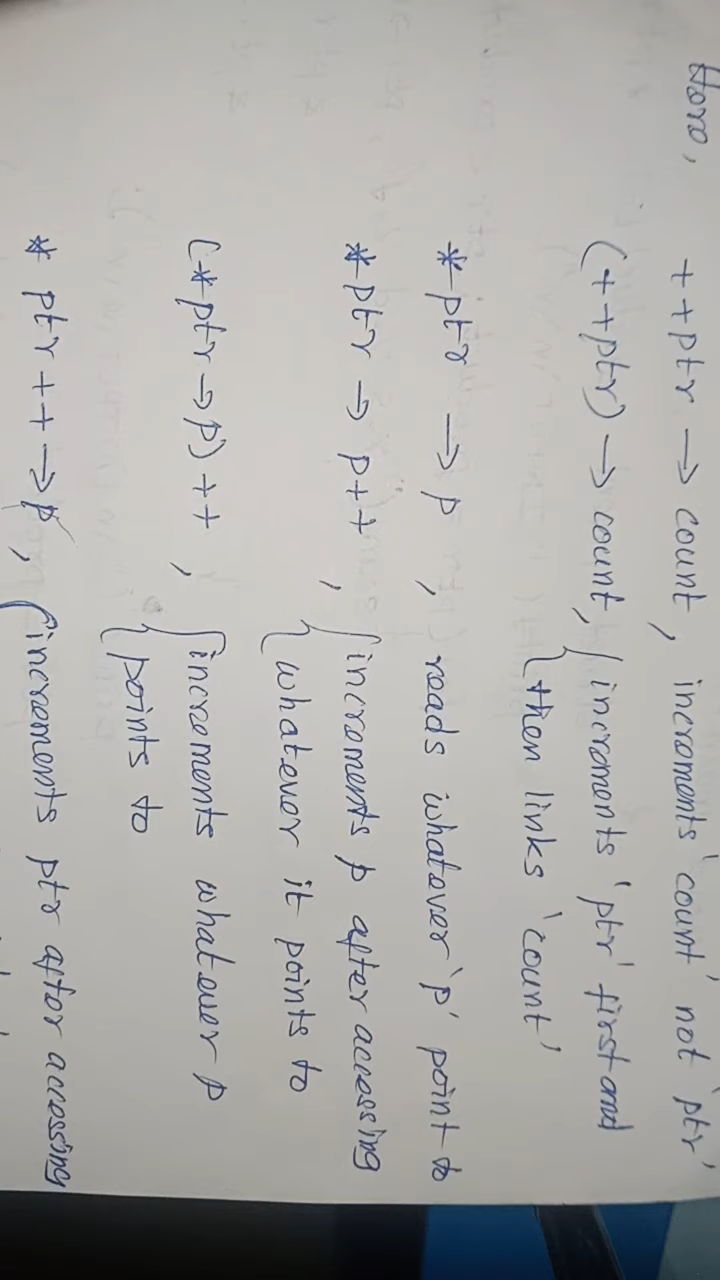 Here,
++ptr → count, increments 'count' not 'ptr'
(++ptr) → count, { increments 'ptr' first and
then links 'count'
*ptr → p, reads whatever 'p' point to
*ptr → p++, { increments p after accessing
whatever it points to
(*ptr → p)++, { increments whatever p
points to
*ptr++ → p, { increments ptr after accessing